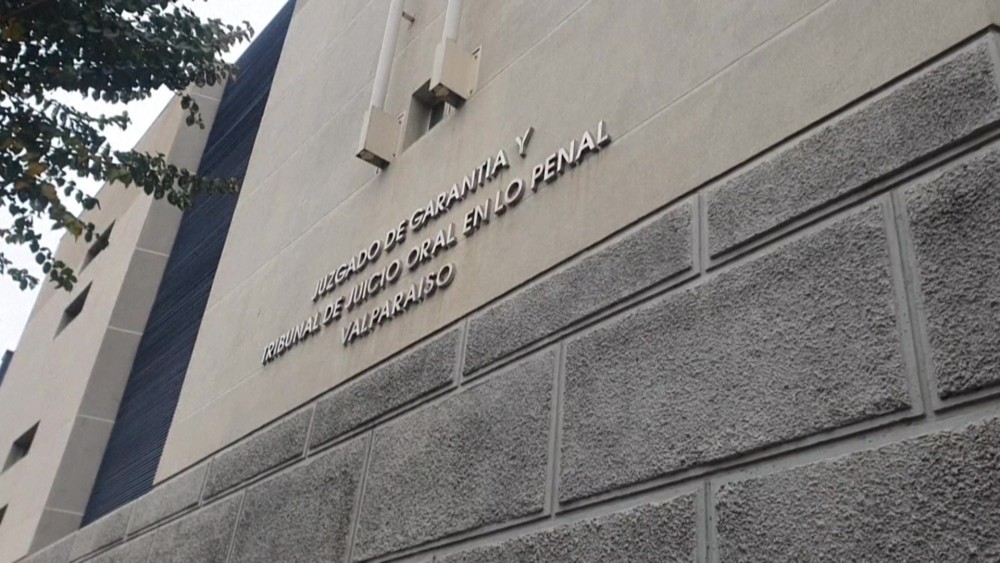 JUZGADO DE GARANTIA Y
TRIBUNAL DE JUICIO ORAL EN LO PENAL
VALPARAISO